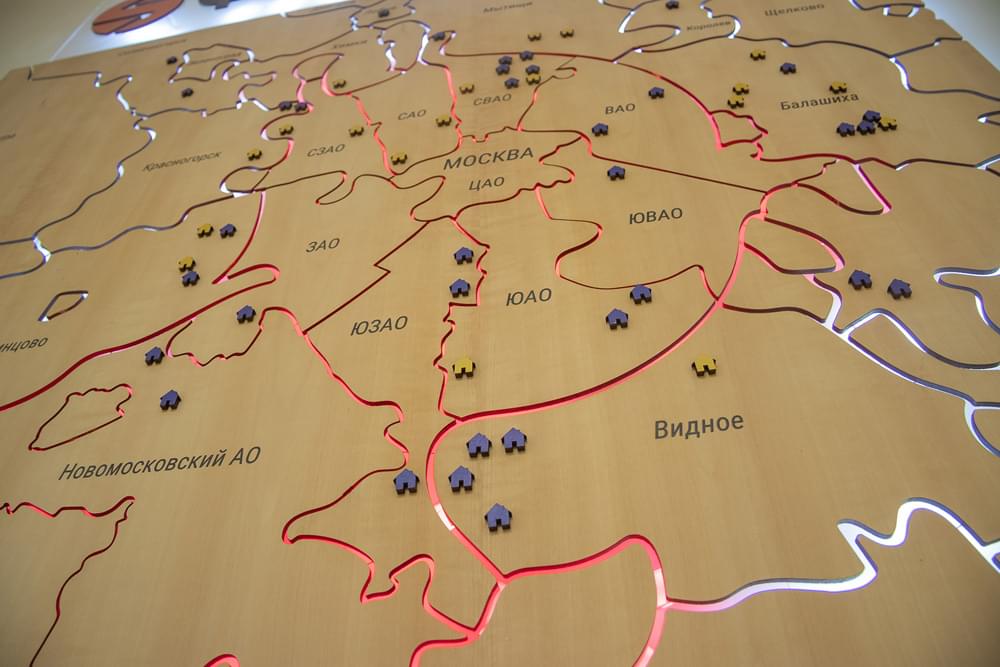 Мытищи
Щелково
Королев
Химки
Балашиха
ВАО
СВАО
САО
СЗАО
Красногорск
МОСКВА
ЦАО
ЮВАО
ЗАО
ЮАО
ЮЗАО
Видное
Новомосковский АО